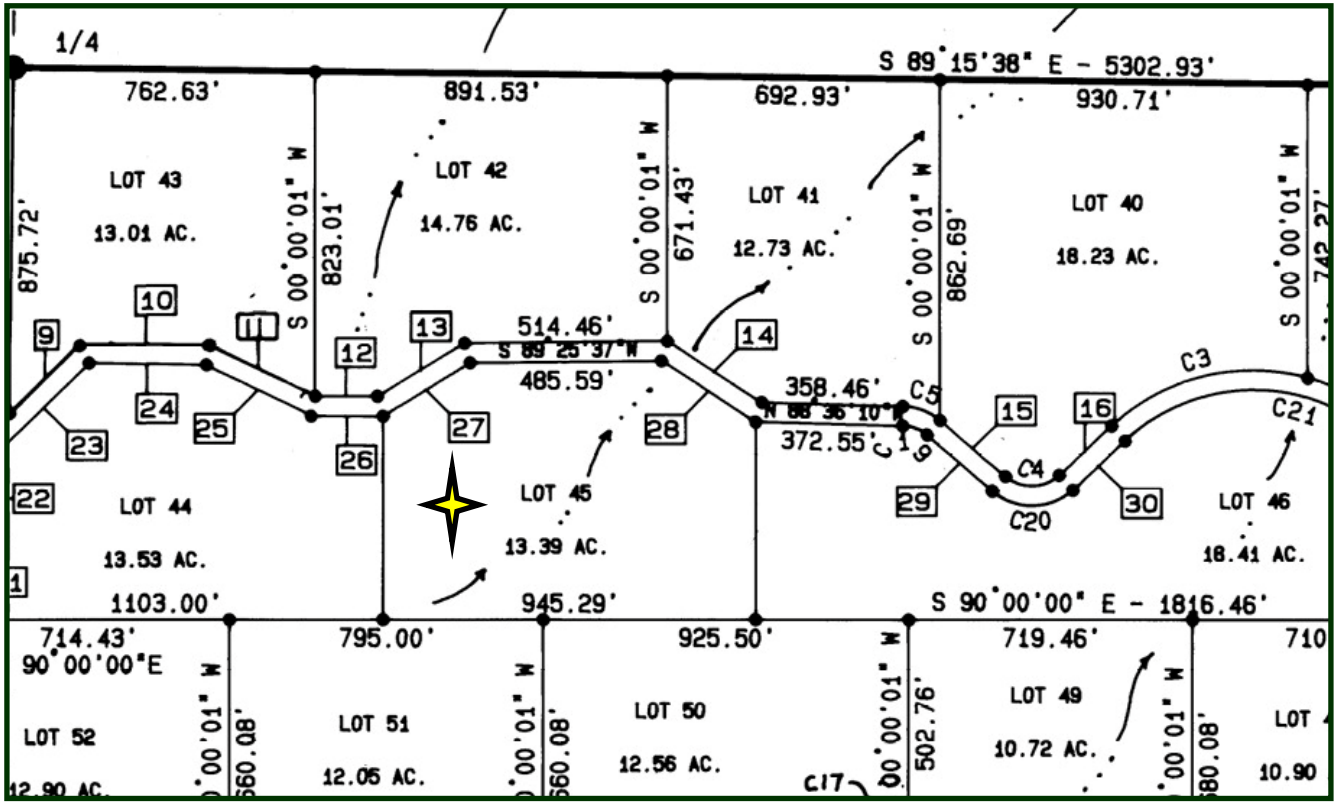 1/4
S 89°15'38" E - 5302.93'
762.63'
891.53'
692.93'
930.71'
LOT 43
13.01 AC.
LOT 42
14.76 AC.
LOT 41
12.73 AC.
LOT 40
18.23 AC.
875.72'
S 00°00'01" W
823.01'
S 00°00'01" W
671.43'
S 00°00'01" W
862.69'
S 00°00'01" W
9
10
12
13
514.46'
S 89°25'37"W
485.59'
14
358.46'
372.55'
C5
C19
15
C4
16
C3
C21
23
24
25
26
27
28
29
C20
30
22
LOT 44
13.53 AC.
LOT 45
13.39 AC.
LOT 46
18.41 AC.
1103.00'
945.29'
S 90°00'00" E - 1816.46'
714.43'
90°00'00"E
795.00'
925.50'
719.46'
710
LOT 52
12.90 AC.
LOT 51
12.05 AC.
LOT 50
12.56 AC.
LOT 49
10.72 AC.
LOT
10.90
00'01" W
660.08'
00'01" W
660.08'
00'01" W
502.76'
00'01" W
680.08'
C17